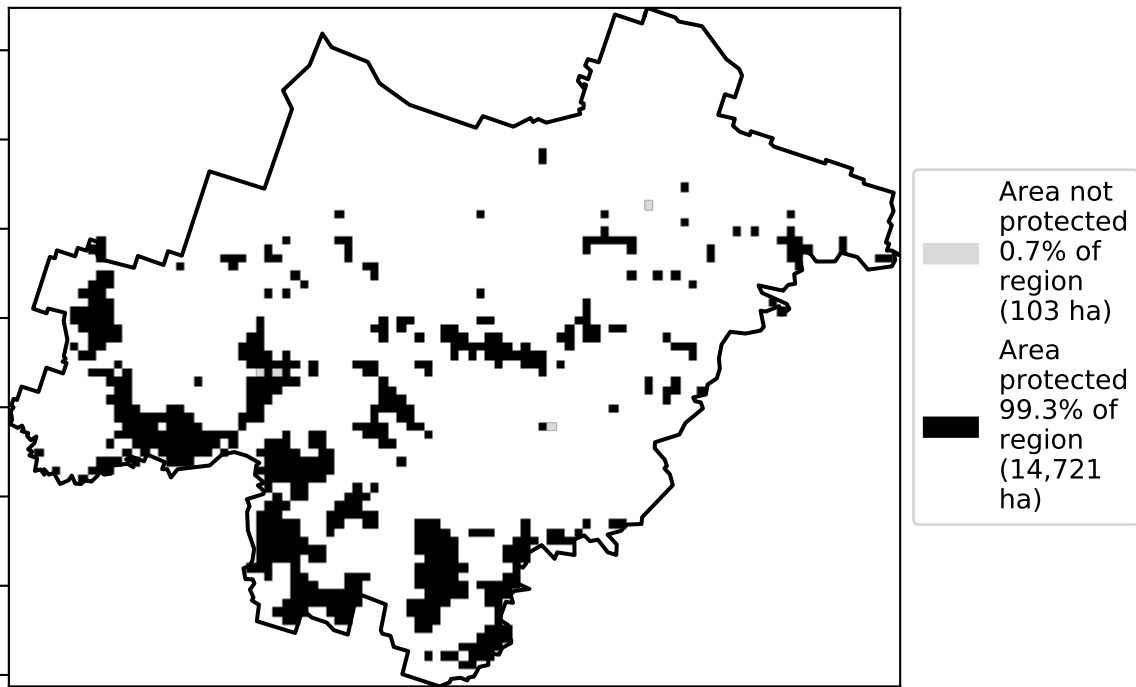 Area not
protected
0.7% of
region
(103 ha)
Area
protected
99.3% of
region
(14,721
ha)